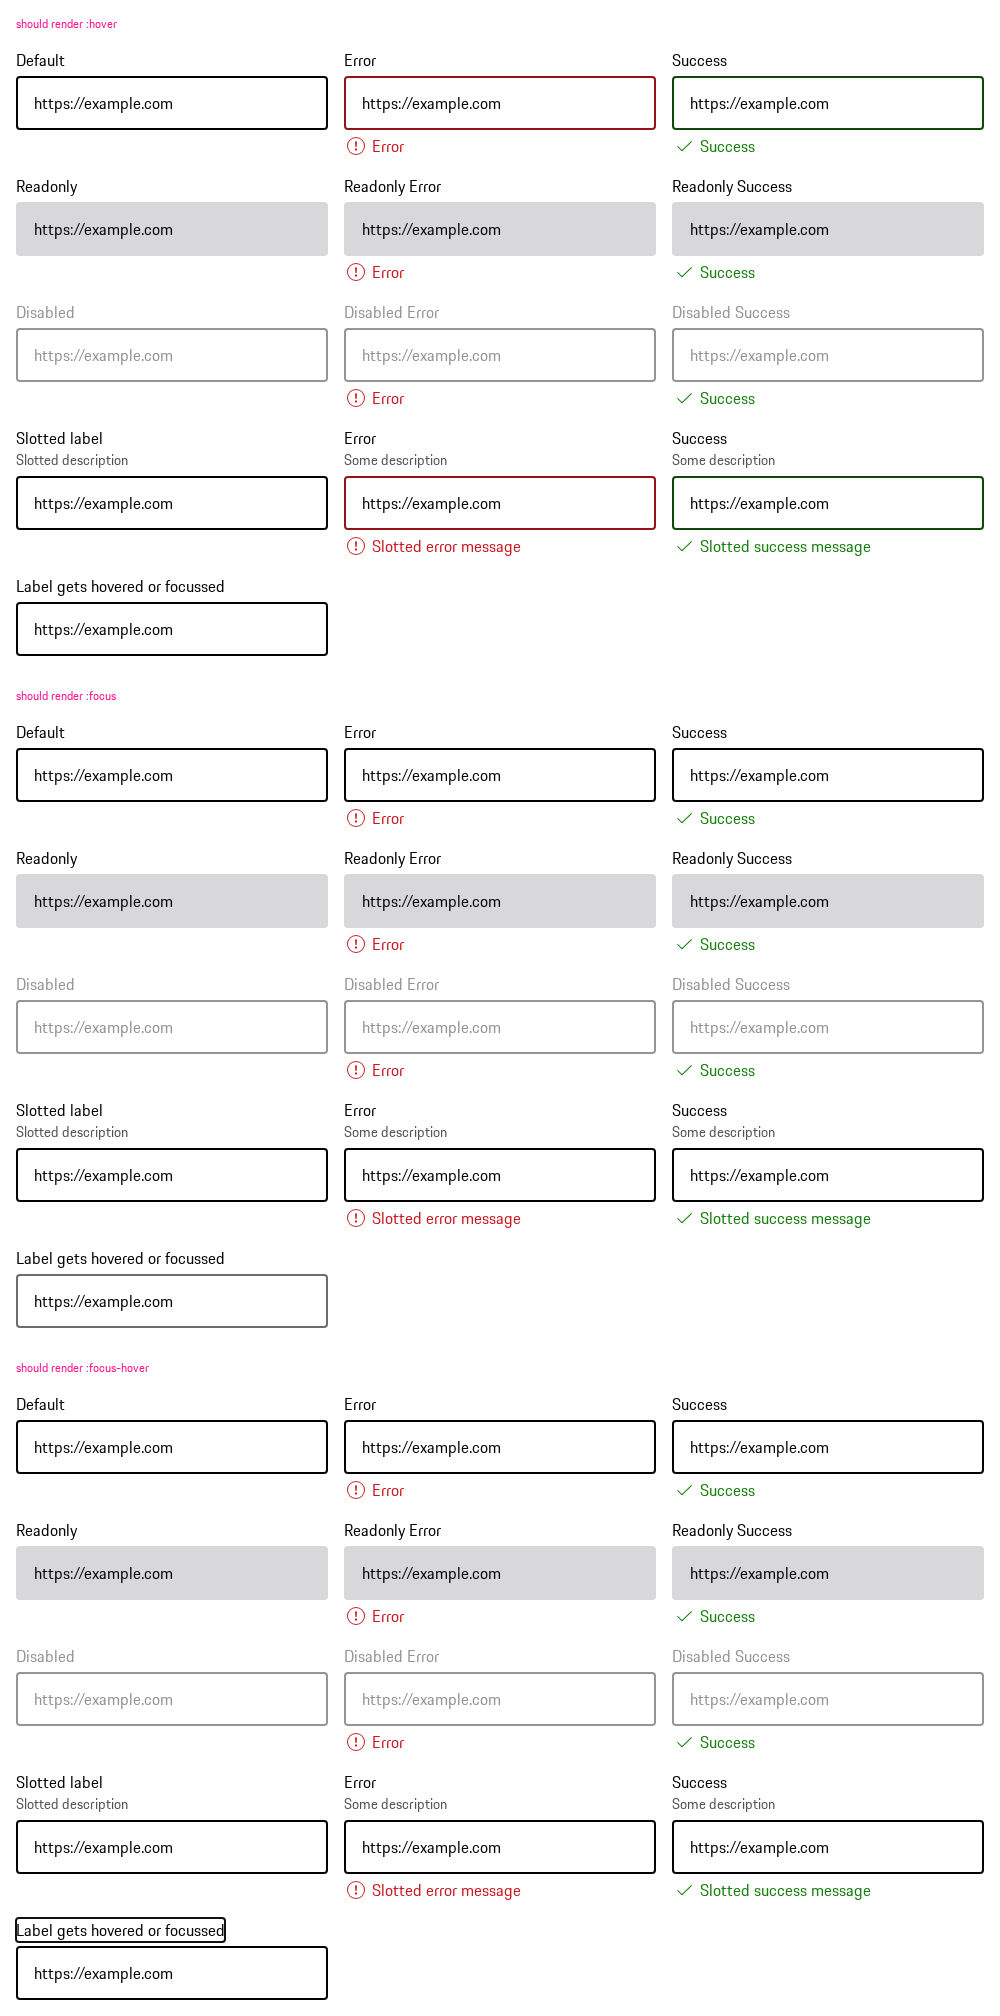 should render :hover
Default
Error
Success
https://example.com
https://example.com
https://example.com
Error
Success
Readonly
Readonly Error
Readonly Success
https://example.com
https://example.com
https://example.com
Error
Success
Disabled
Disabled Error
Disabled Success
https://example.com
https://example.com
https://example.com
Error
Success
Slotted label
Error
Success
Slotted description
Some description
Some description
https://example.com
https://example.com
https://example.com
Slotted error message
Slotted success message
Label gets hovered or focussed
https://example.com
should render :focus
Default
Error
Success
https://example.com
https://example.com
https://example.com
Error
Success
Readonly
Readonly Error
Readonly Success
https://example.com
https://example.com
https://example.com
Error
Success
Disabled
Disabled Error
Disabled Success
https://example.com
https://example.com
https://example.com
Error
Success
Slotted label
Error
Success
Slotted description
Some description
Some description
https://example.com
https://example.com
https://example.com
Slotted error message
Slotted success message
Label gets hovered or focussed
https://example.com
should render :focus-hover
Default
Error
Success
https://example.com
https://example.com
https://example.com
Error
Success
Readonly
Readonly Error
Readonly Success
https://example.com
https://example.com
https://example.com
Error
Success
Disabled
Disabled Error
Disabled Success
https://example.com
https://example.com
https://example.com
Error
Success
Slotted label
Error
Success
Slotted description
Some description
Some description
https://example.com
https://example.com
https://example.com
Slotted error message
Slotted success message
Label gets hovered or focussed
https://example.com